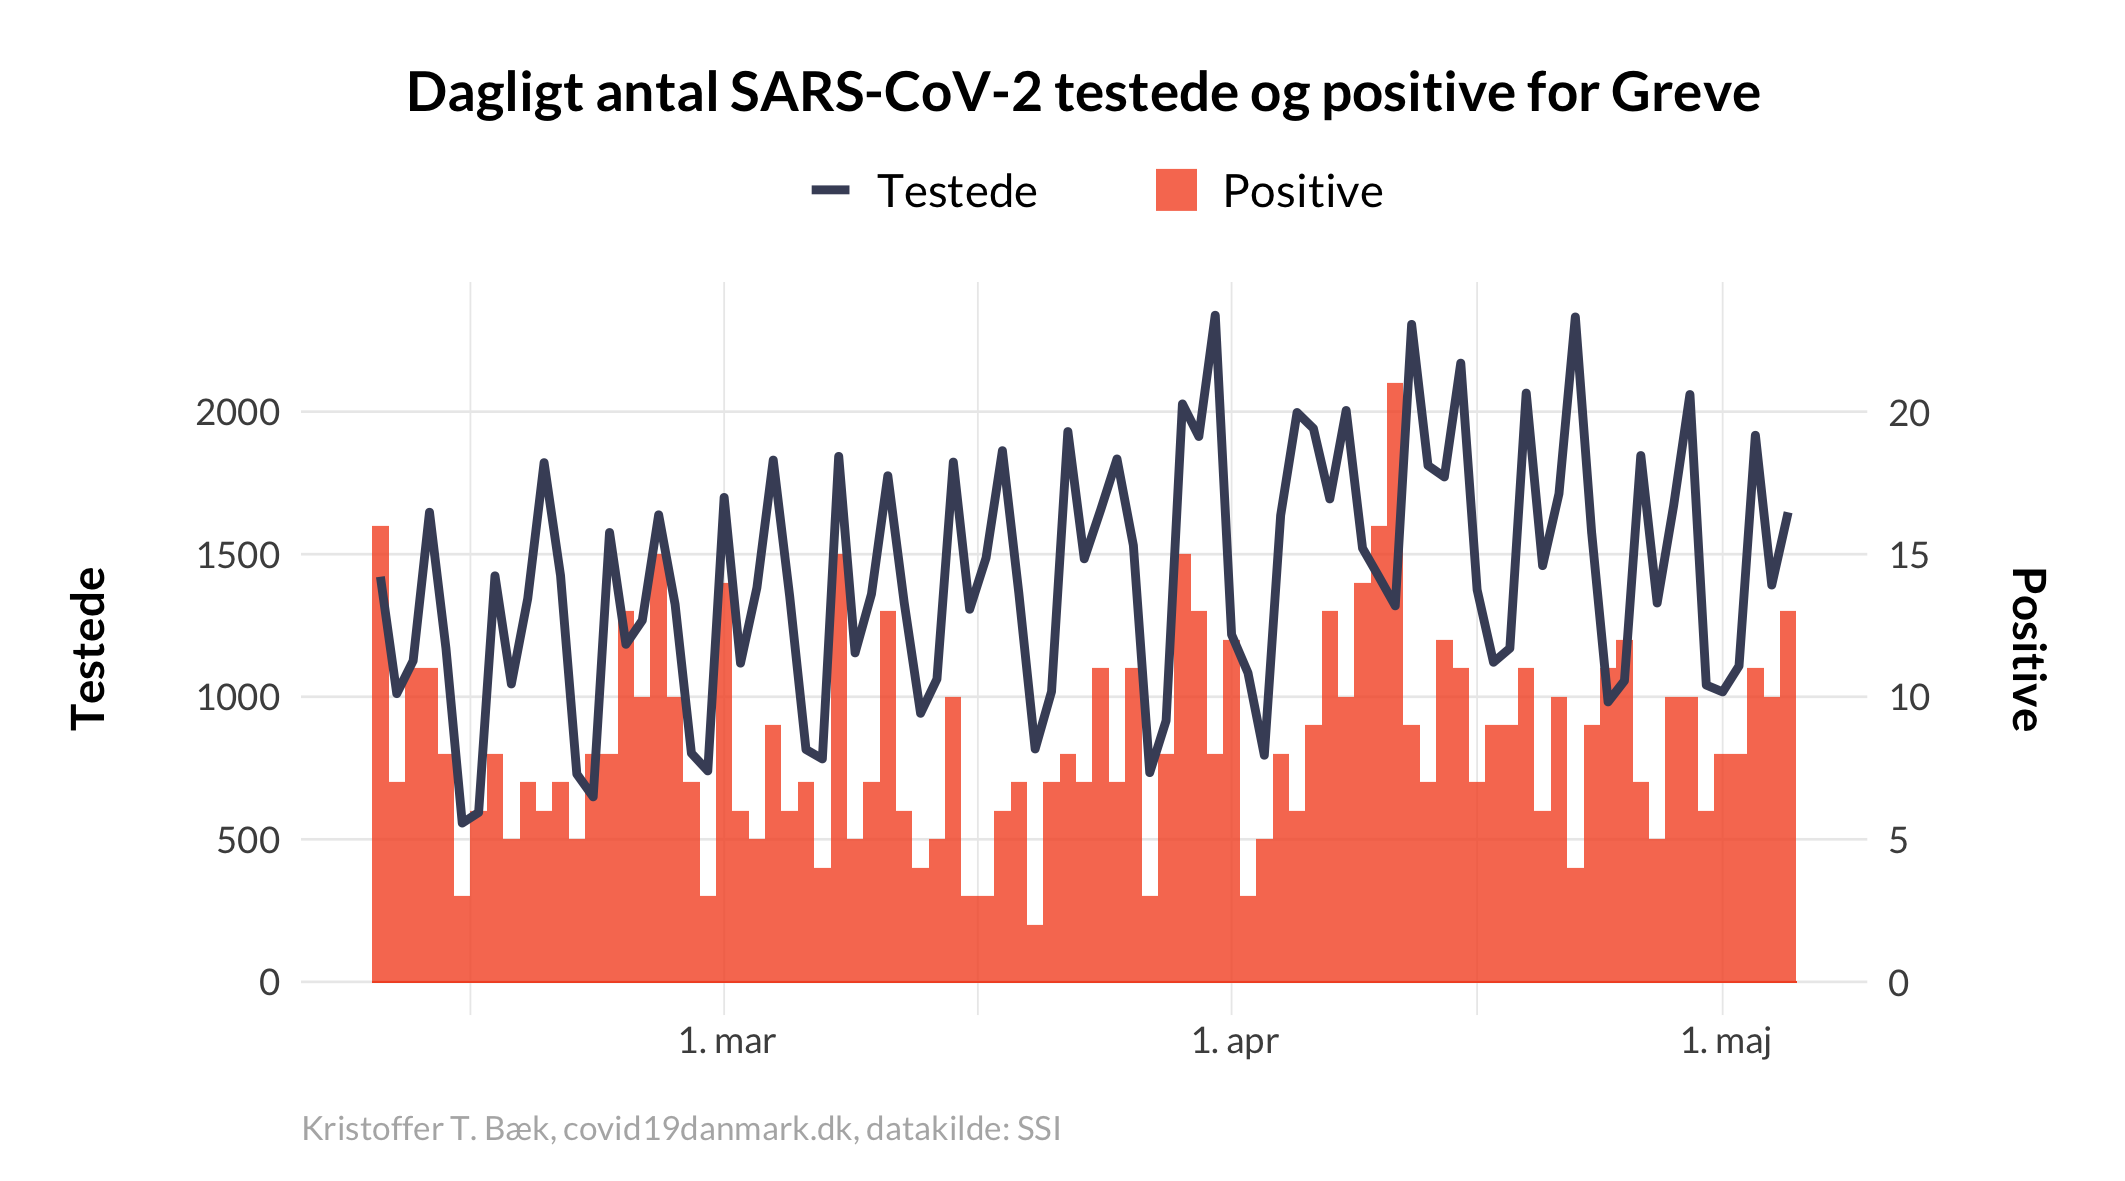 Dagligt antal SARS-CoV-2 testede og positive for Greve
Testede
Positive
2000
1500
1000
500
0
Testede
20
15
10
5
0
Positive
1. mar
1. apr
1. maj
Kristoffer T. Bæk, covid19danmark.dk, datakilde: SSI